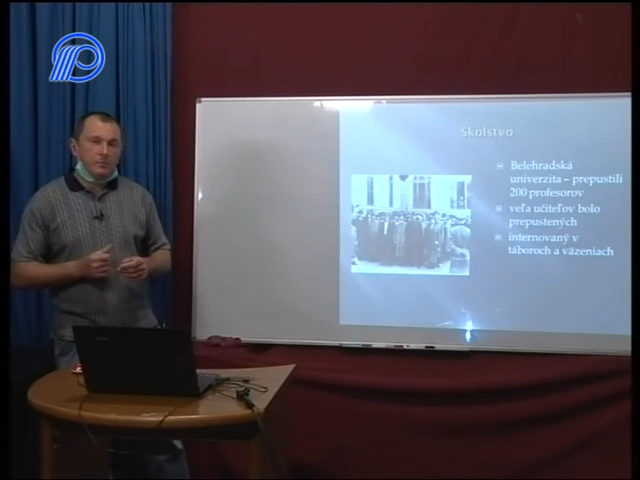 Školstvo
Belehradská
univerzita – prepustili
200 profesorov
veľa učiteľov bolo
prepustených
internovaný v
táboroch a väzeniach